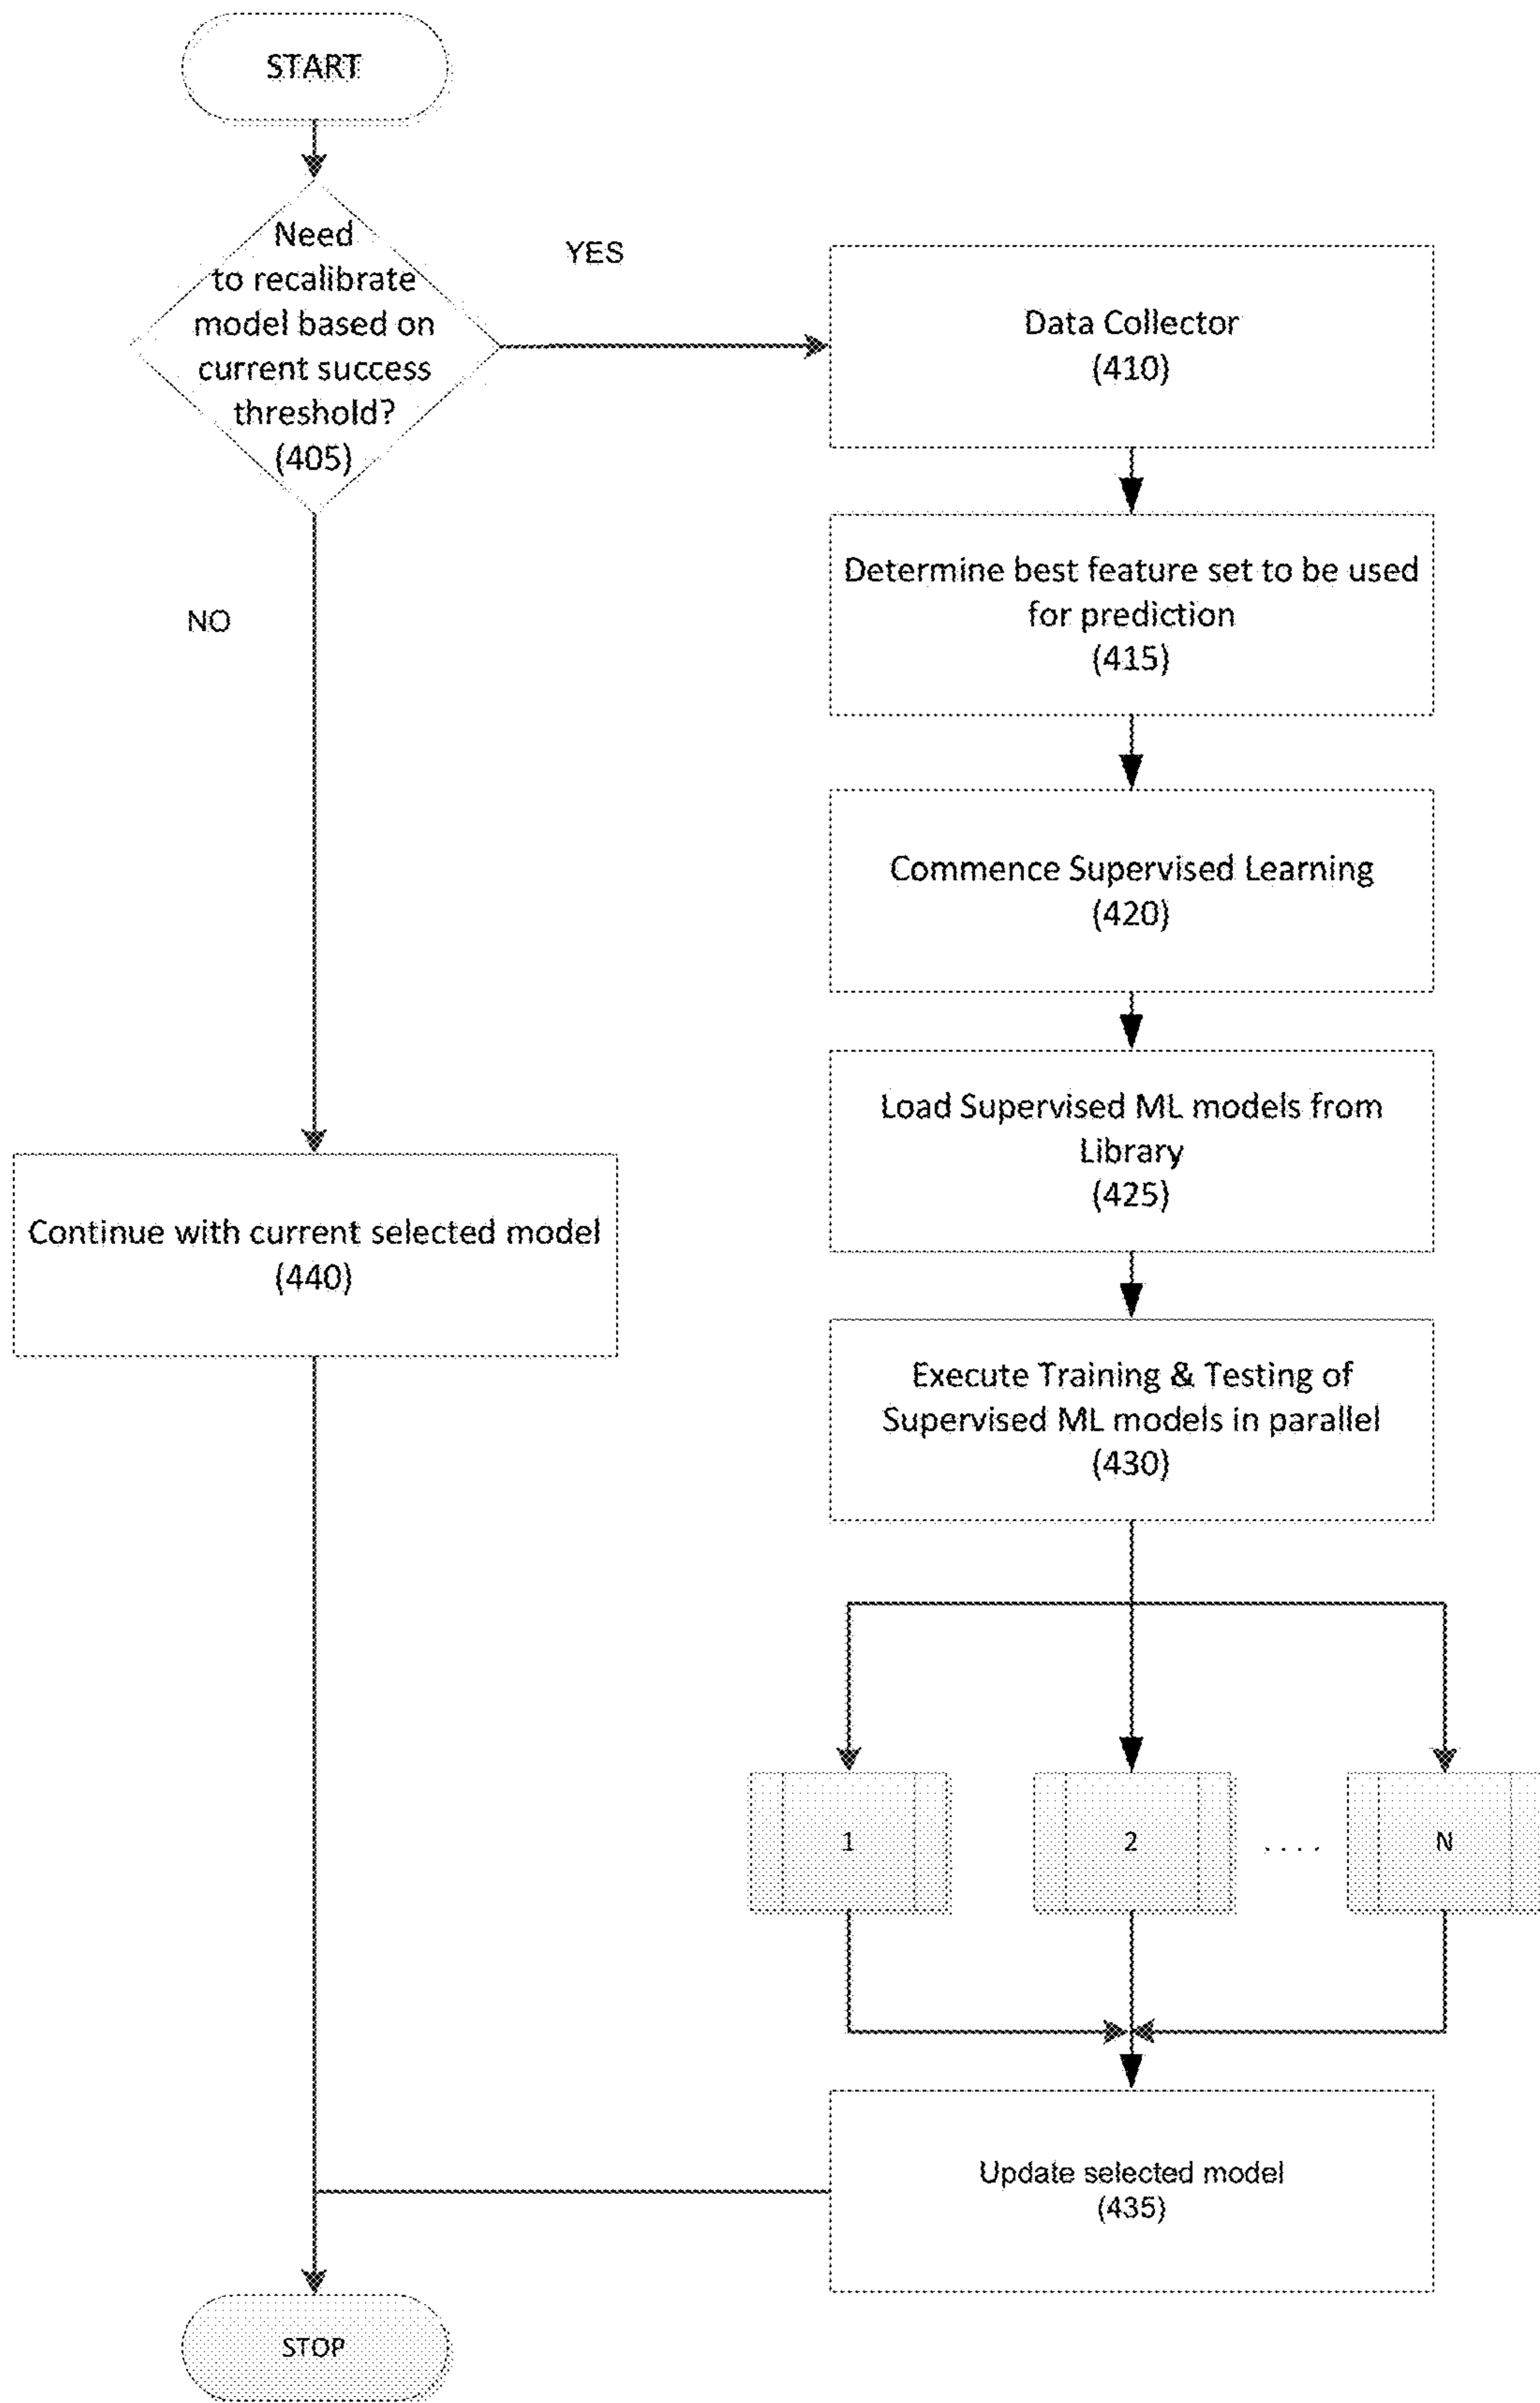 START
Need
to recalibrate
model based on
current success
threshold?
(405)
YES
NO
Data Collector
(410)
Determine best feature set to be used
for prediction
(415)
Commence Supervised Learning
(420)
Load Supervised ML models from
Library
(425)
Continue with current selected model
(440)
Execute Training & Testing of
Supervised ML models in parallel
(430)
1
2
. . . .
N
Update selected model
(435)
STOP